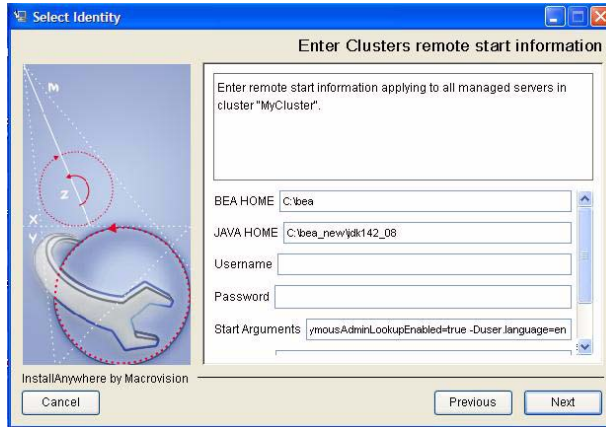 Select Identity
Enter Clusters remote start information
Enter remote start information applying to all managed servers in
cluster "MyCluster".
M
Z
X
Y
BEA HOME C:\bea
JAVA HOME C:\bea_new\jdk142_08
Username
Password
Start Arguments ymousAdminLookupEnabled=true -Duser.language=en
InstallAnywhere by Macrovision
Cancel
Previous
Next